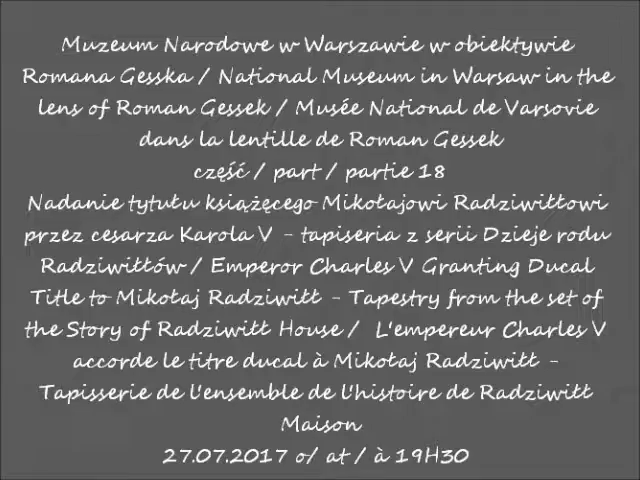 Muzeum Narodowe w Warszawie w obiektywie
Romana Gesska / National Museum in Warsaw in the
lens of Roman Gessek / Musée National de Varsovie
dans la lentille de Roman Gessek
część / part / partie 18
Nadanie tytułu książęcego Mikołajowi Radziwiłłowi
przez cesarza Karola V - tapiseria z serii Dzieje rodu
Radziwiłłów / Emperor Charles V Granting Ducal
Title to Mikołaj Radziwiłł - Tapestry from the set of
the Story of Radziwiłł House / L'empereur Charles V
accorde le titre ducal à Mikołaj Radziwiłł -
Tapisserie de l'ensemble de l'histoire de Radziwiłł
Maison
27.07.2017 o/ at / à 19H30